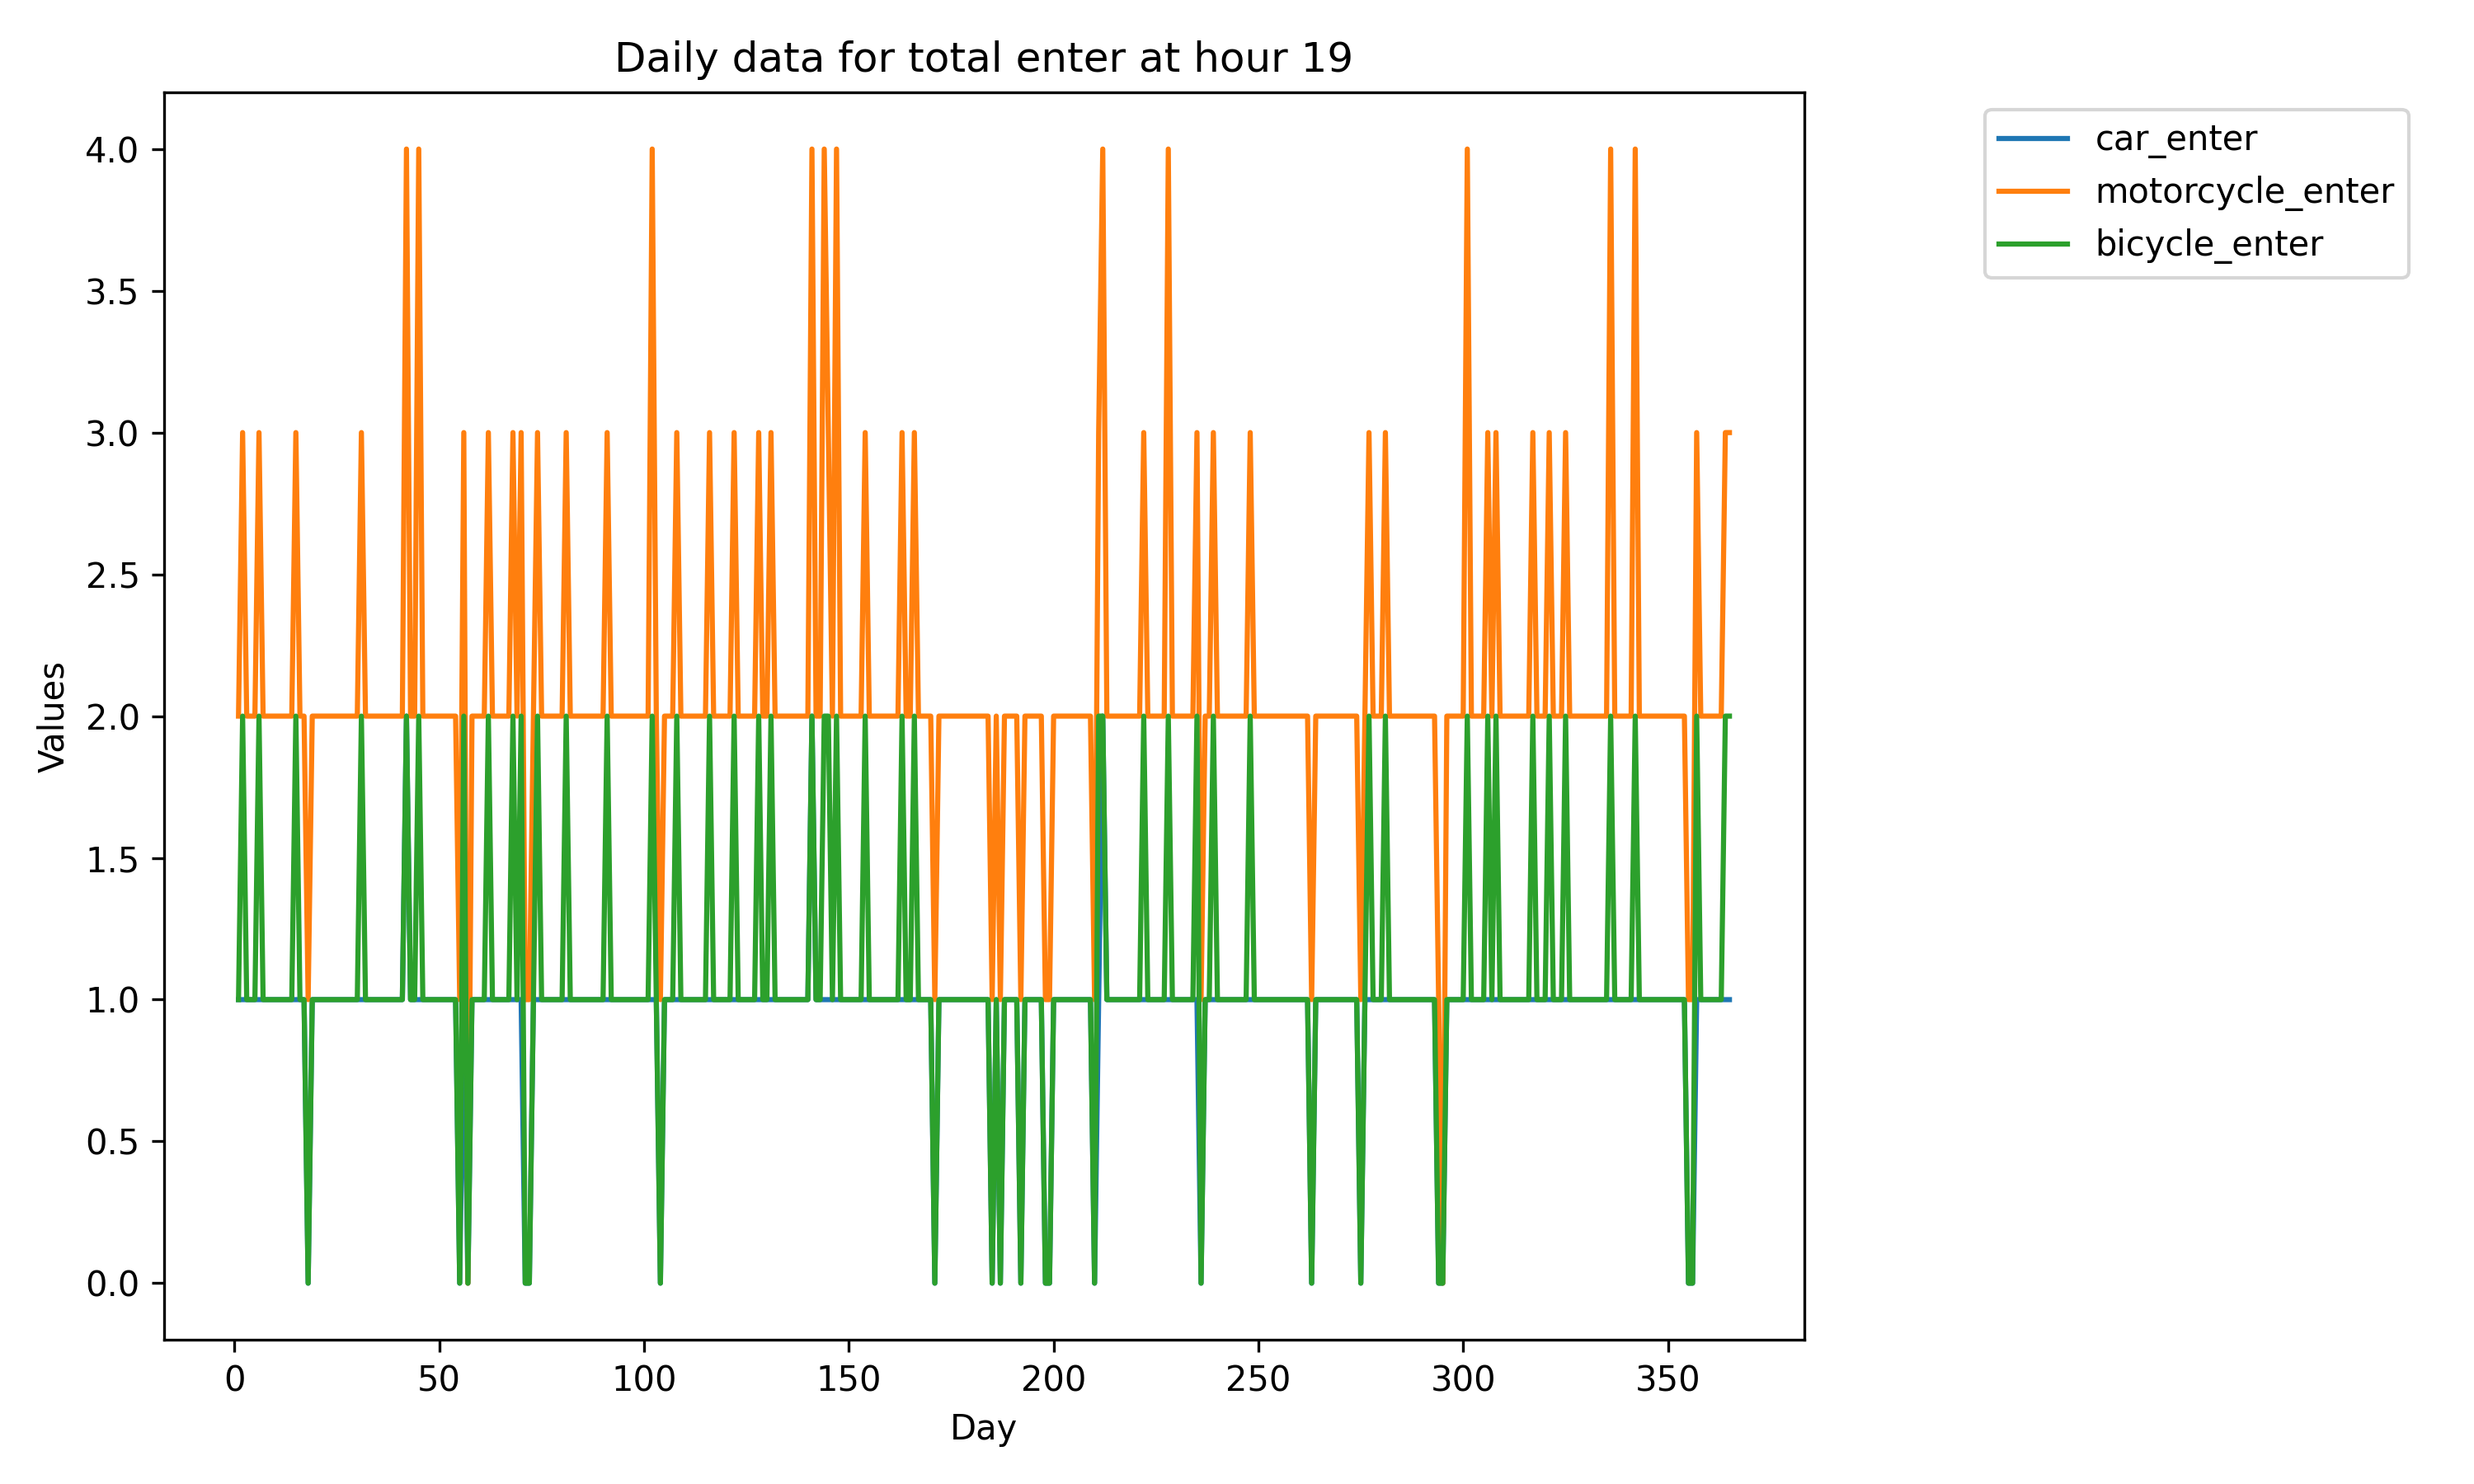 Daily data for total enter at hour 19
car_enter
motorcycle_enter
bicycle_enter
Values
4.0
3.5
3.0
2.5
2.0
1.5
1.0
0.5
0.0
0 50 100 150 200 250 300 350
Day